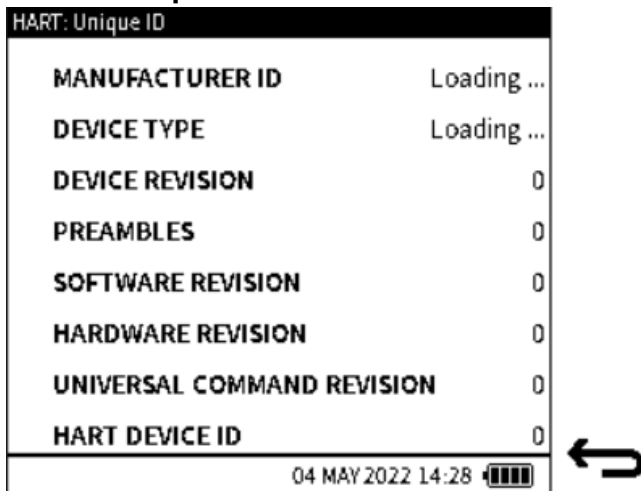 HART: Unique ID
MANUFACTURER ID Loading ...
DEVICE TYPE Loading ...
DEVICE REVISION 0
PREAMBLES 0
SOFTWARE REVISION 0
HARDWARE REVISION 0
UNIVERSAL COMMAND REVISION 0
HART DEVICE ID 0
04 MAY 2022 14:28